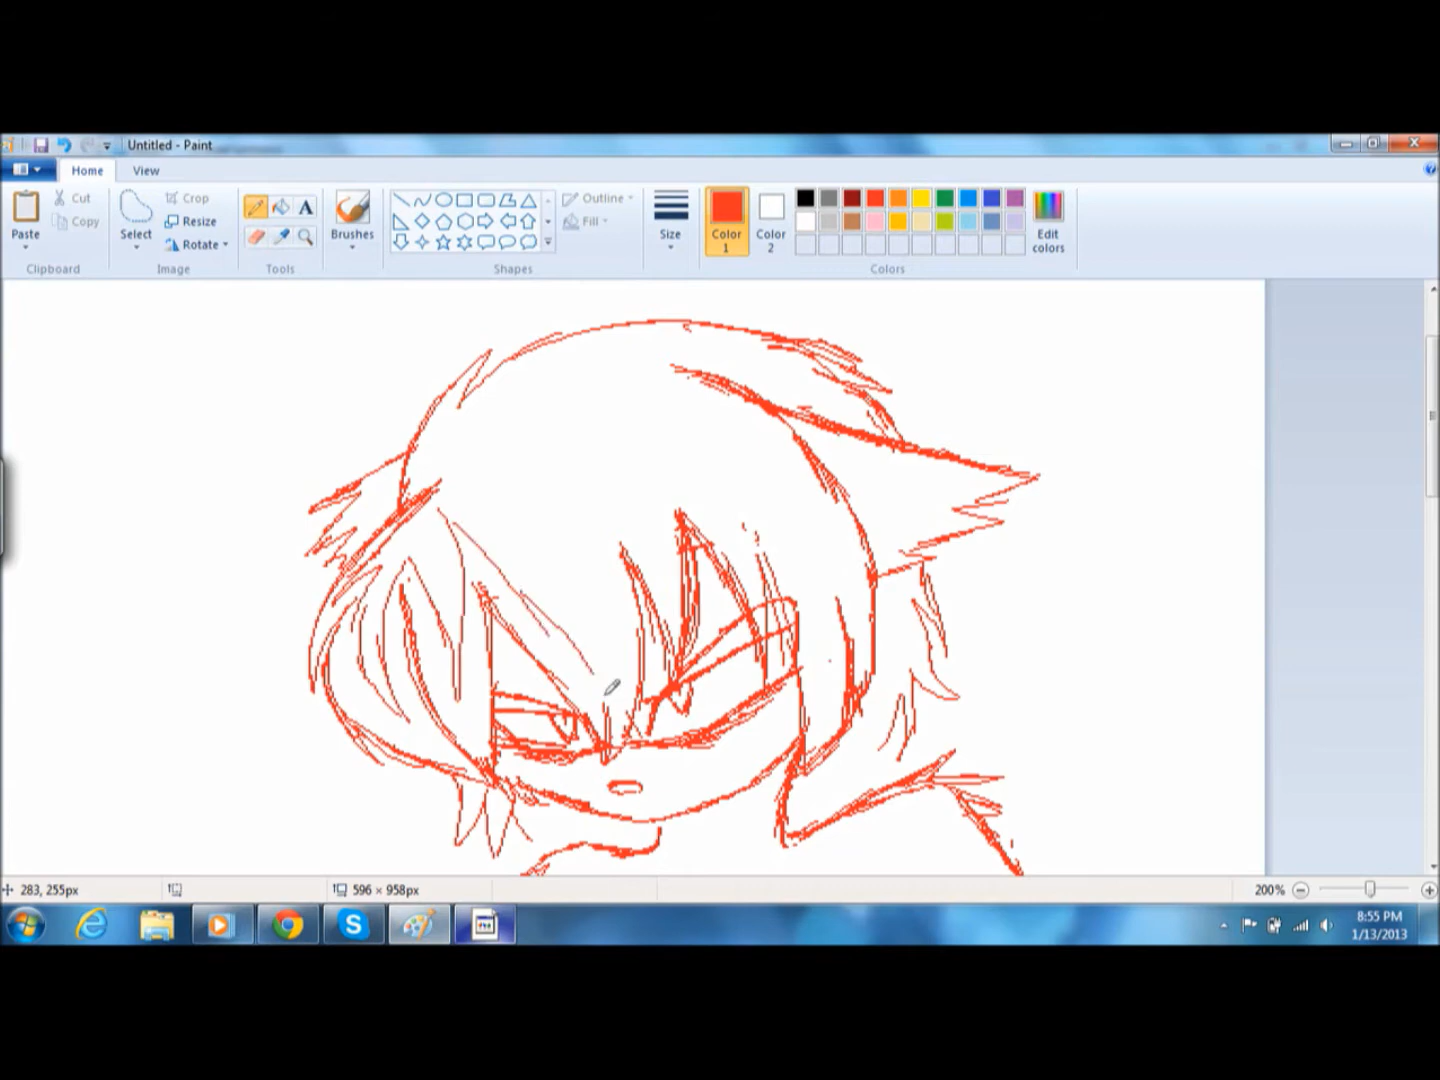 Untitled - Paint
Home View
Cut
Copy
Paste
Clipboard
Crop
Resize
Rotate
Select
Image
A
Tools
Brushes
Outline
Fill
Shapes
Size
Color 1
Color 2
Edit colors
Colors
283, 255px
596 × 958px
200%
8:55 PM
1/13/2013